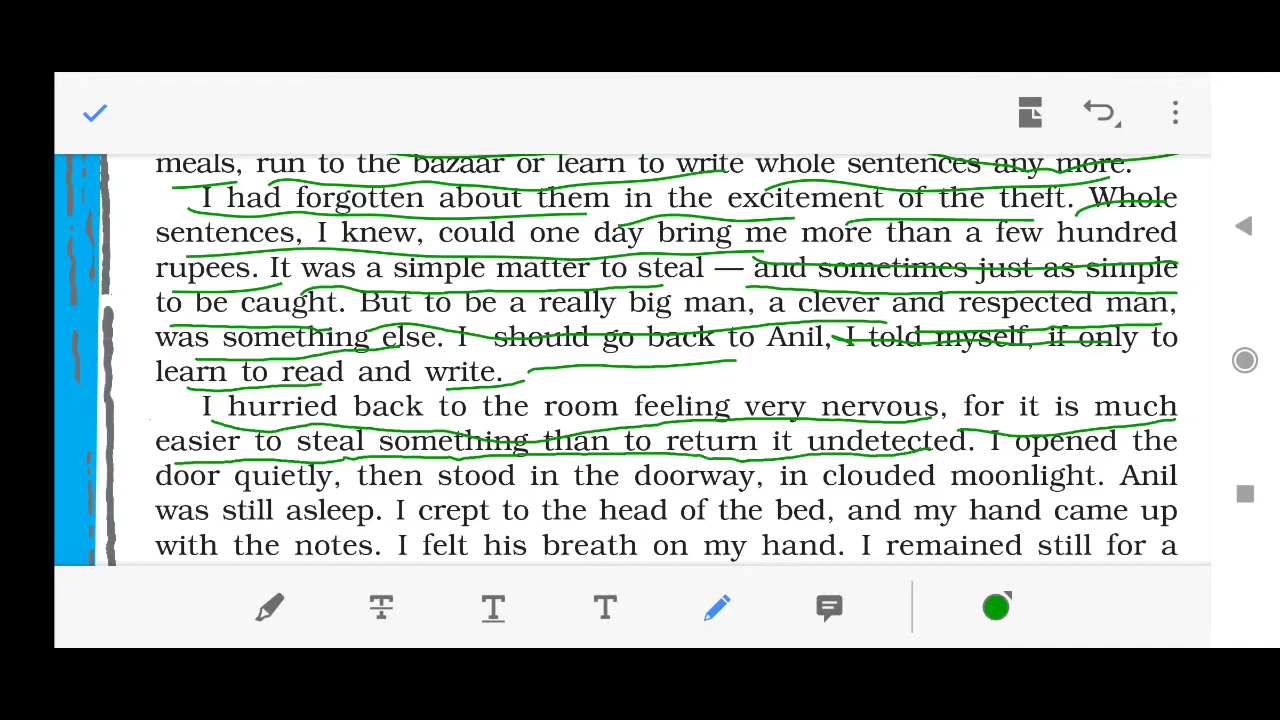 meals, run to the bazaar or learn to write whole sentences any more.
I had forgotten about them in the excitement of the theft. Whole
sentences, I knew, could one day bring me more than a few hundred
rupees. It was a simple matter to steal — and sometimes just as simple
to be caught. But to be a really big man, a clever and respected man,
was something else. I should go back to Anil, I told myself, if only to
learn to read and write.
I hurried back to the room feeling very nervous, for it is much
easier to steal something than to return it undetected. I opened the
door quietly, then stood in the doorway, in clouded moonlight. Anil
was still asleep. I crept to the head of the bed, and my hand came up
with the notes. I felt his breath on my hand. I remained still for a